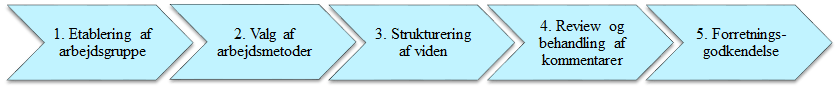 1. Etablering af
arbejdsgruppe
2. Valg af
arbejdsmetoder
3. Strukturering
af viden
4. Review og
behandling af
kommentarer
5. Forretnings-
godkendelse